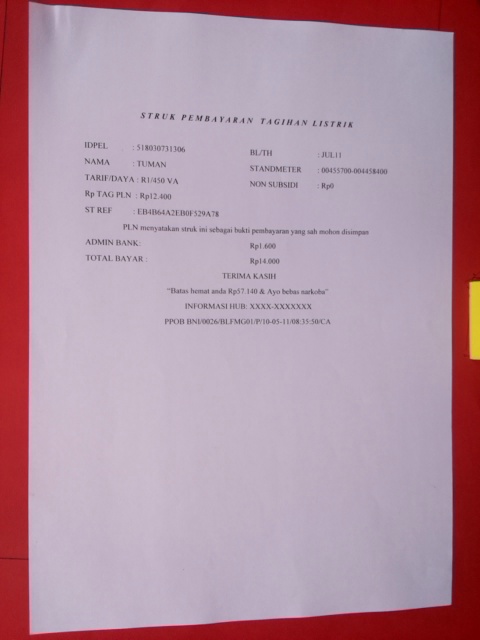 STRUK PEMBAYARAN TAGIHAN LISTRIK
IDPEL : 518030731306 BL/TH : JUL11
NAMA : TUMAN STANDMETER : 00455700-004458400
TARIF/DAYA : R1/450 VA NON SUBSIDI : Rp0
Rp TAG PLN : Rp12.400
ST REF : EB4B64A2EB0F529A78
PLN menyatakan struk ini sebagai bukti pembayaran yang sah mohon disimpan
ADMIN BANK: Rp1.600
TOTAL BAYAR : Rp14.000
TERIMA KASIH
“Batas hemat anda Rp57.140 & Ayo bebas narkoba”
INFORMASI HUB: XXXX-XXXXXXX
PPOB BNI/0026/BLFMG01/P/10-05-11/08:35:50/CA